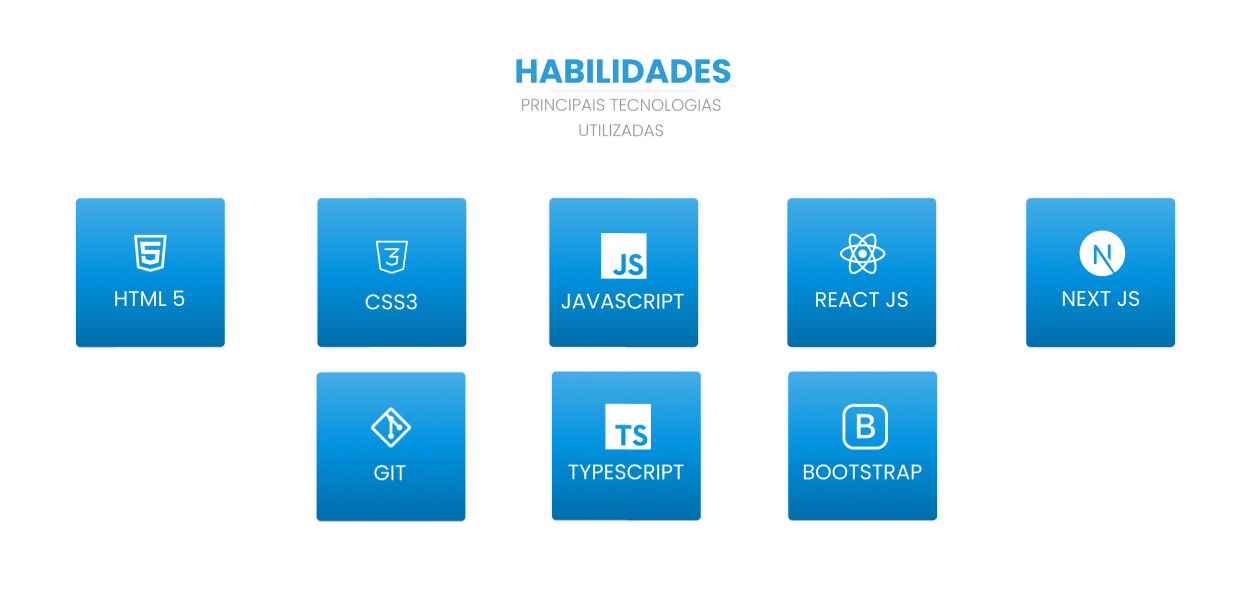 HABILIDADES
PRINCIPAIS TECNOLOGIAS
UTILIZADAS
5
HTML 5
3
CSS3
JS
JAVASCRIPT
REACT JS
N
NEXT JS
GIT
TS
TYPESCRIPT
B
BOOTSTRAP